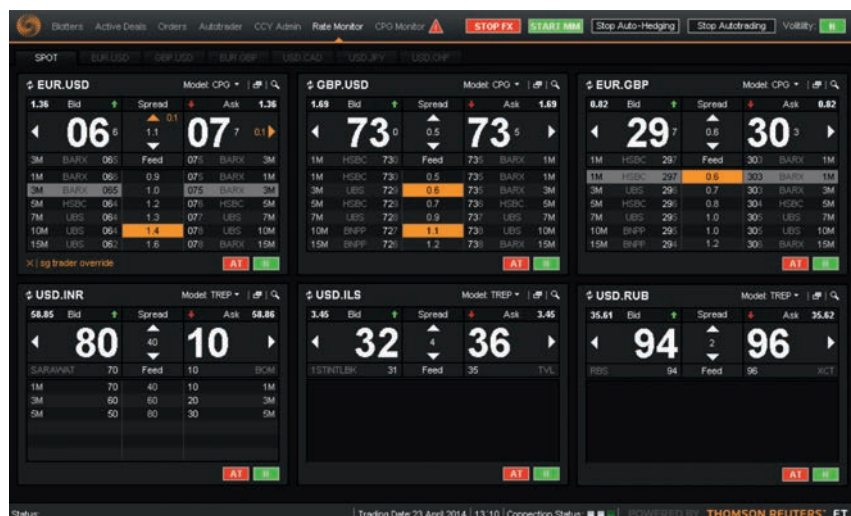 Blotters Active Deals Orders Autotrader CCY Admin Rate Monitor CPG Monitor STOP FX START MM Stop Auto-Hedging Stop Autotrading Volitility: H
SPOT EUR.USD GBP.USD EUR.GBP USD.CAD USD.JPY USD.CHF
EUR.USD Model: CPG
1.36 Bid Spread Ask 1.36
06 6 0.1 1.1 07 7 0.1
3M BARX 065 Feed 075 BARX 3M
1M BARX 066 0.9 075 BARX 1M
3M BARX 065 1.0 075 BARX 3M
5M HSBC 064 1.2 076 HSBC 5M
7M UBS 064 1.3 077 UBS 7M
10M UBS 064 1.4 078 UBS 10M
15M UBS 062 1.6 078 BARX 15M
X | sg trader override AT H
GBP.USD Model: CPG
1.69 Bid Spread Ask 1.69
73 0 0.5 73 5
1M HSBC 730 Feed 735 BARX 1M
1M HSBC 730 0.5 735 BARX 1M
3M UBS 729 0.6 735 BARX 3M
5M HSBC 729 0.7 736 BARX 5M
7M UBS 728 0.9 737 UBS 7M
10M BNPP 727 1.1 738 UBS 10M
15M BNPP 726 1.2 738 BARX 15M
AT H
EUR.GBP Model: CPG
0.82 Bid Spread Ask 0.82
29 7 0.6 30 3
1M HSBC 297 Feed 303 BARX 1M
1M HSBC 297 0.6 303 BARX 1M
3M UBS 296 0.7 303 BARX 3M
5M HSBC 296 0.8 304 HSBC 5M
7M UBS 295 1.0 305 UBS 7M
10M BNPP 295 1.0 305 UBS 10M
15M BNPP 294 1.2 306 BARX 15M
AT H
USD.INR Model: TREP
58.85 Bid Spread Ask 58.86
80 40 10
SARAWAT 70 Feed 10 BOM
1M 70 40 10 1M
3M 60 60 20 3M
5M 50 80 30 5M
AT H
USD.ILS Model: TREP
3.45 Bid Spread Ask 3.45
32 4 36
1STINTLBK 31 Feed 35 TVL
AT H
USD.RUB Model: TREP
35.61 Bid Spread Ask 35.62
94 2 96
RBS 94 Feed 96 XCT
AT H
Status: Trading Date:23 April 2014 13:10 Connection Status: POWERED BY THOMSON REUTERS ET